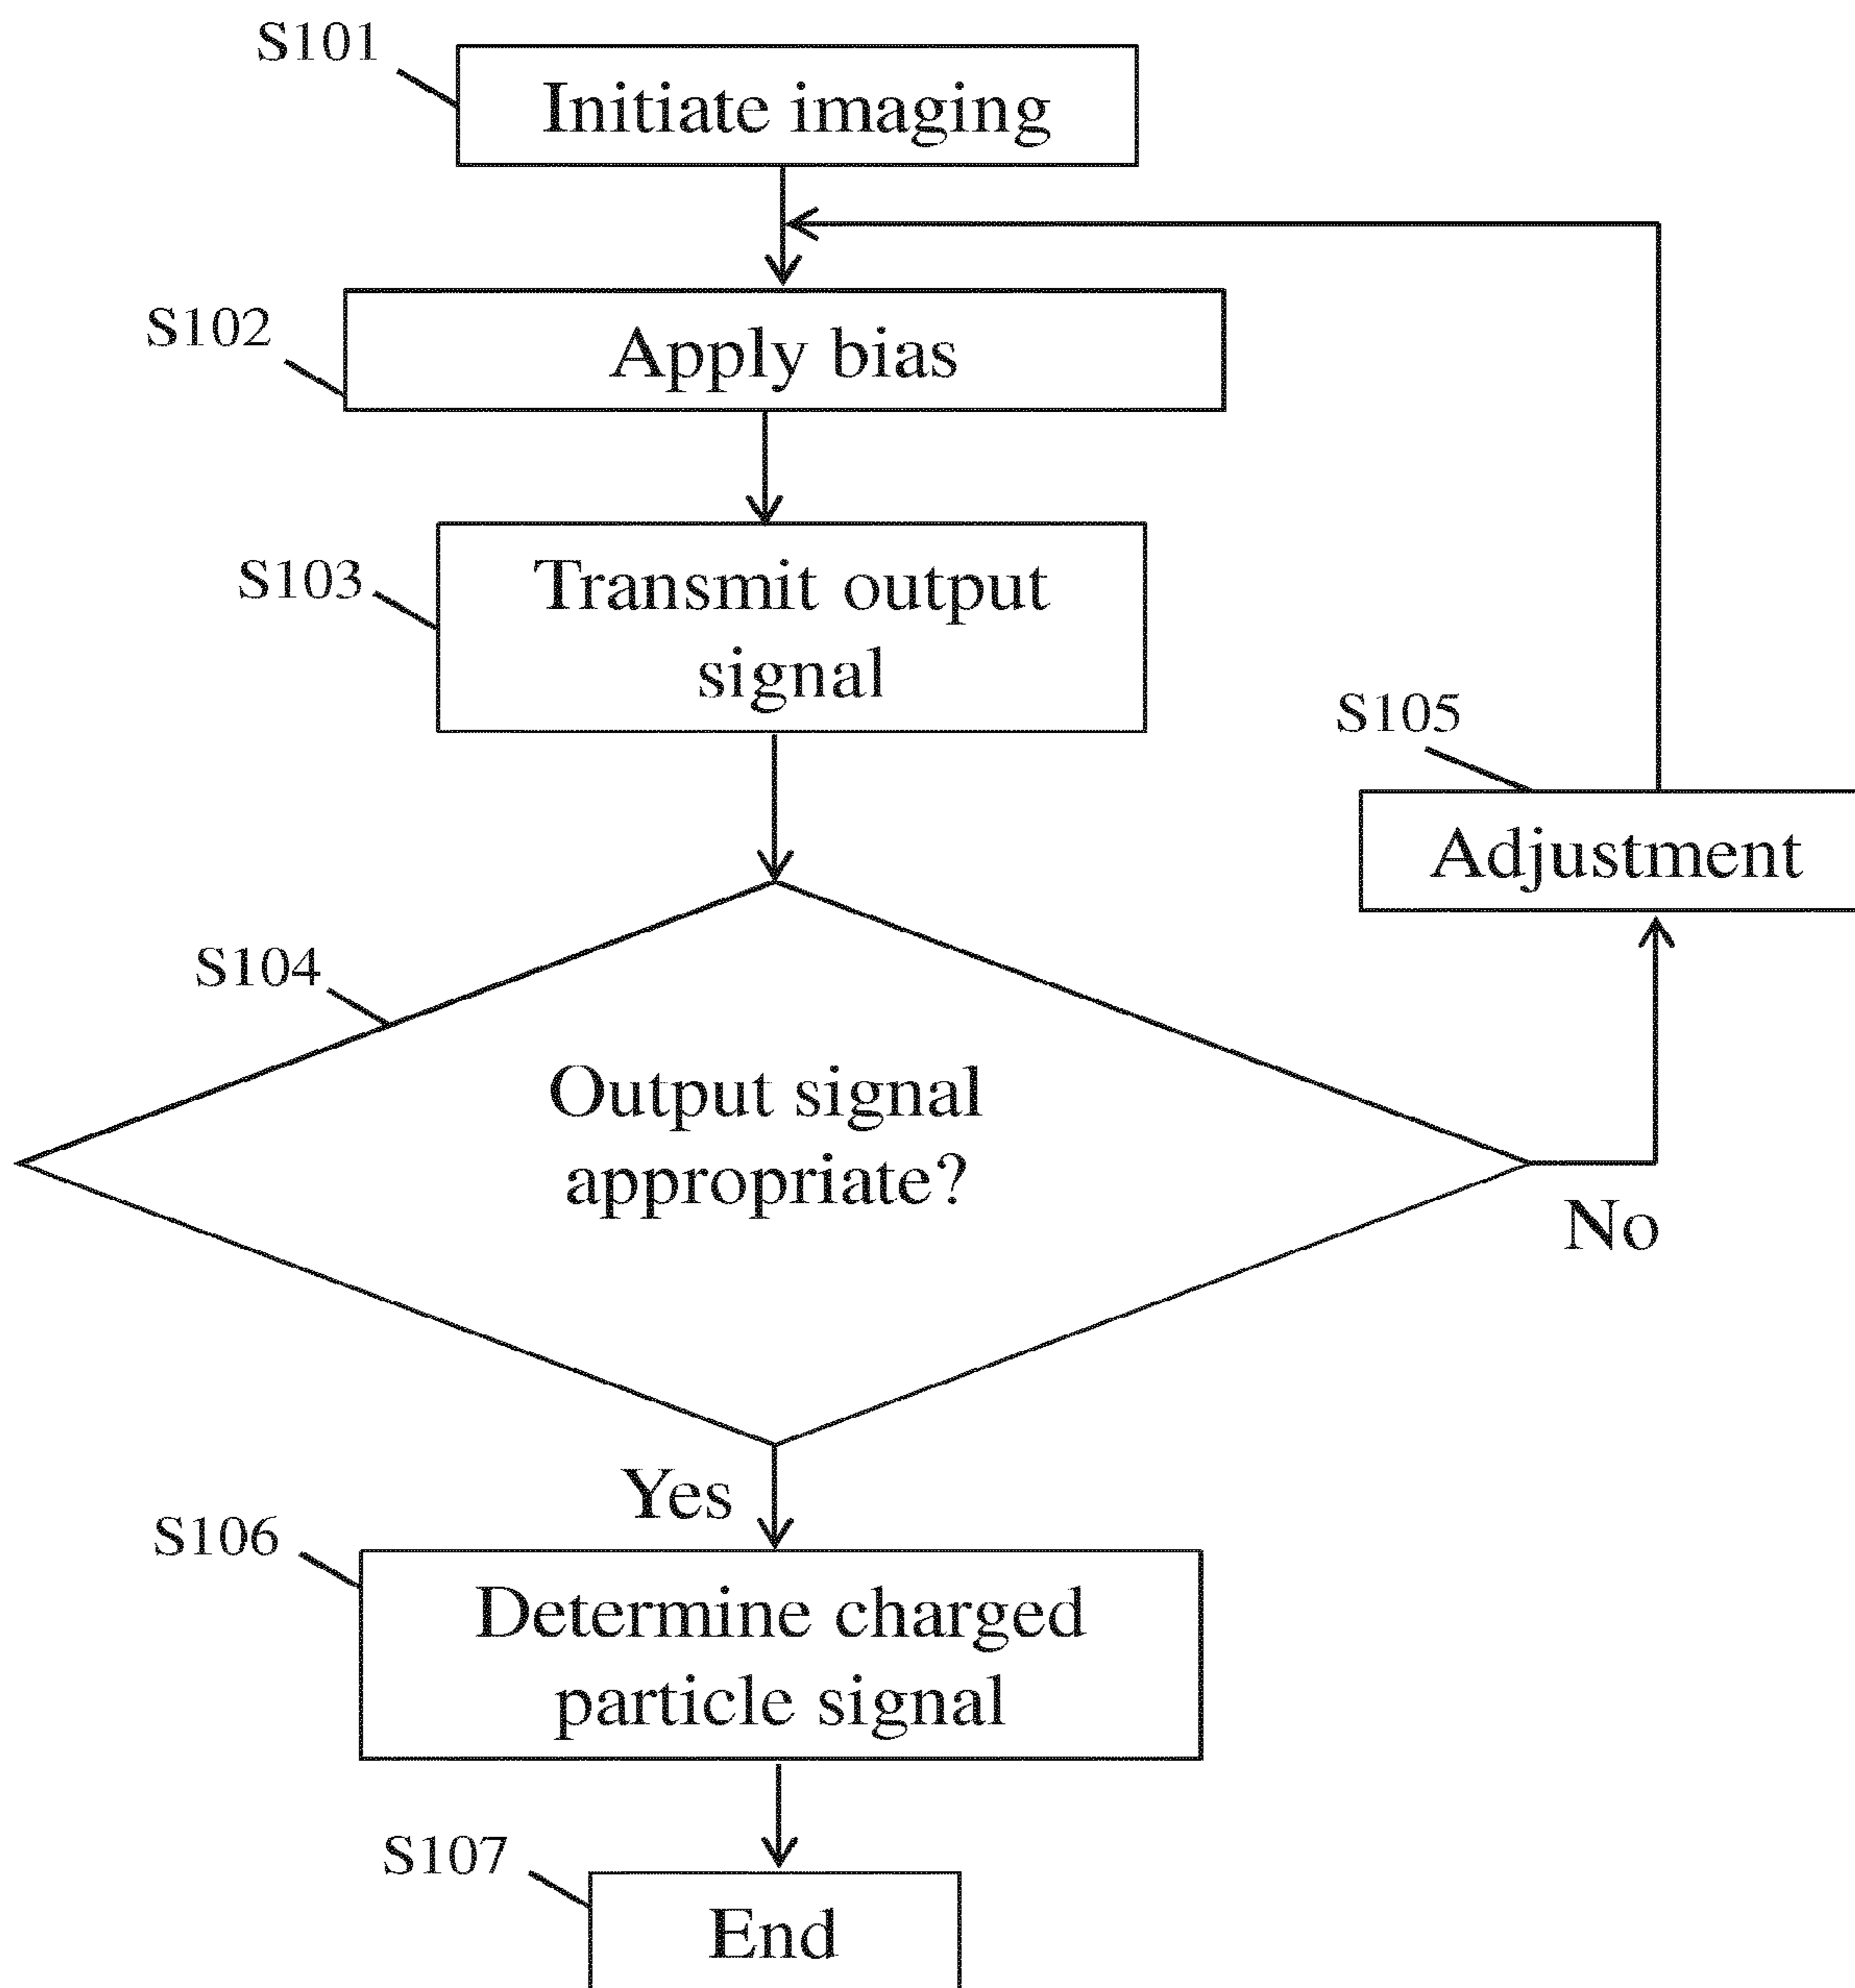 S101
Initiate imaging
S102
Apply bias
S103
Transmit output
signal
S105
Adjustment
S104
Output signal
appropriate?
No
Yes
S106
Determine charged
particle signal
S107
End